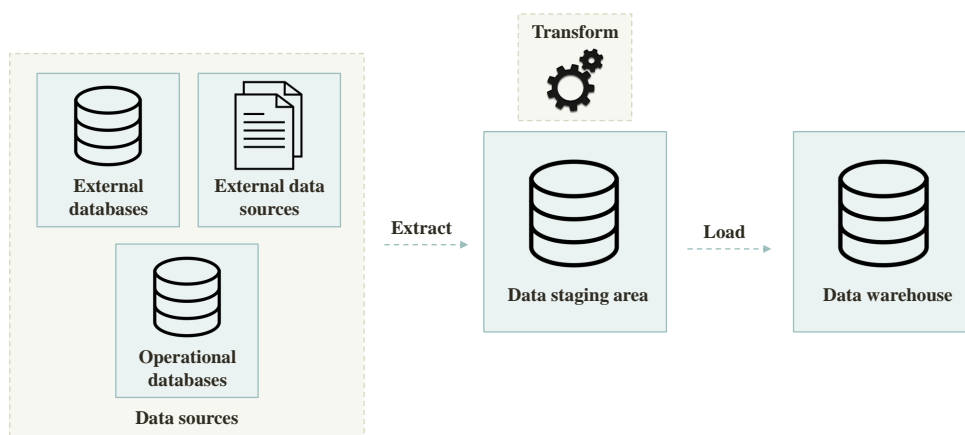 Transform
External
databases
External data
sources
Operational
databases
Data sources
Extract
Data staging area
Load
Data warehouse